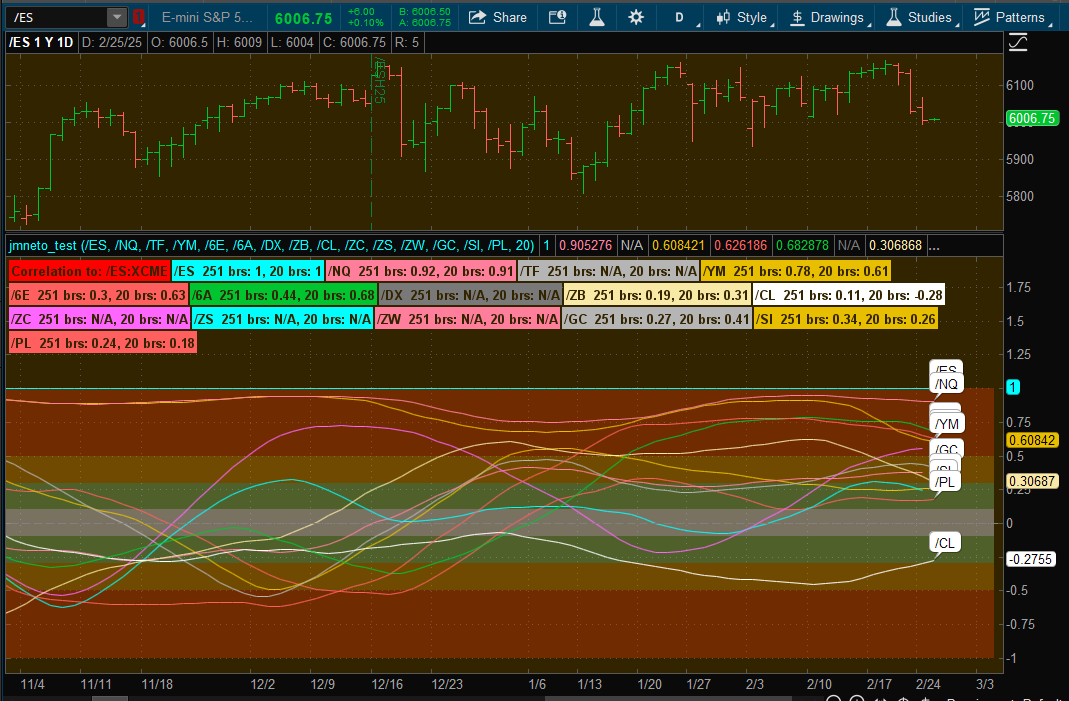 /ES E-mini S&P 5... 6006.75 +6.00 B: 6006.50 Share D Style Drawings Studies Patterns
+0.10% A: 6006.75
/ES 1 Y 1D D: 2/25/25 O: 6006.5 H: 6009 L: 6004 C: 6006.75 R: 5
/ESH25
6100
6006.75
5900
5800
jmneto_test (/ES, /NQ, /TF, /YM, /6E, /6A, /DX, /ZB, /CL, /ZC, /ZS, /ZW, /GC, /SI, /PL, 20) 1 0.905276 N/A 0.608421 0.626186 0.682878 N/A 0.306868 ...
Correlation to: /ES:XCME /ES 251 brs: 1, 20 brs: 1 /NQ 251 brs: 0.92, 20 brs: 0.91 /TF 251 brs: N/A, 20 brs: N/A /YM 251 brs: 0.78, 20 brs: 0.61
/6E 251 brs: 0.3, 20 brs: 0.63 /6A 251 brs: 0.44, 20 brs: 0.68 /DX 251 brs: N/A, 20 brs: N/A /ZB 251 brs: 0.19, 20 brs: 0.31 /CL 251 brs: 0.11, 20 brs: -0.28
/ZC 251 brs: N/A, 20 brs: N/A /ZS 251 brs: N/A, 20 brs: N/A /ZW 251 brs: N/A, 20 brs: N/A /GC 251 brs: 0.27, 20 brs: 0.41 /SI 251 brs: 0.34, 20 brs: 0.26
/PL 251 brs: 0.24, 20 brs: 0.18
1.75
1.5
1.25
/ES
/NQ
1
/YM
0.75
0.60842
/GC
0.5
/PL
0.30687
0.25
0
/CL
-0.2755
-0.5
-0.75
-1
11/4 11/11 11/18 12/2 12/9 12/16 12/23 1/6 1/13 1/20 1/27 2/3 2/10 2/17 2/24 3/3